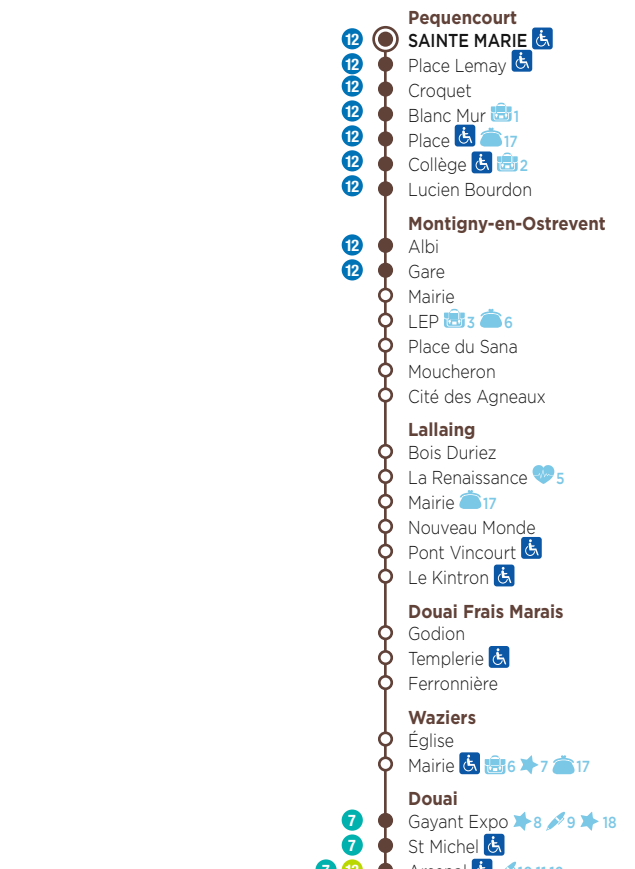 Pequencourt
12 SAINTE MARIE
12 Place Lemay
12 Croquet
12 Blanc Mur 1
12 Place 17
12 Collège 2
12 Lucien Bourdon
Montigny-en-Ostrevent
12 Albi
12 Gare
Mairie
LEP 3 6
Place du Sana
Moucheron
Cité des Agneaux
Lallaing
Bois Duriez
La Renaissance 5
Mairie 17
Nouveau Monde
Pont Vincourt
Le Kintron
Douai Frais Marais
Godion
Templerie
Ferronnière
Waziers
Église
Mairie 6 7 17
Douai
7 Gayant Expo 8 9 18
7 St Michel
7